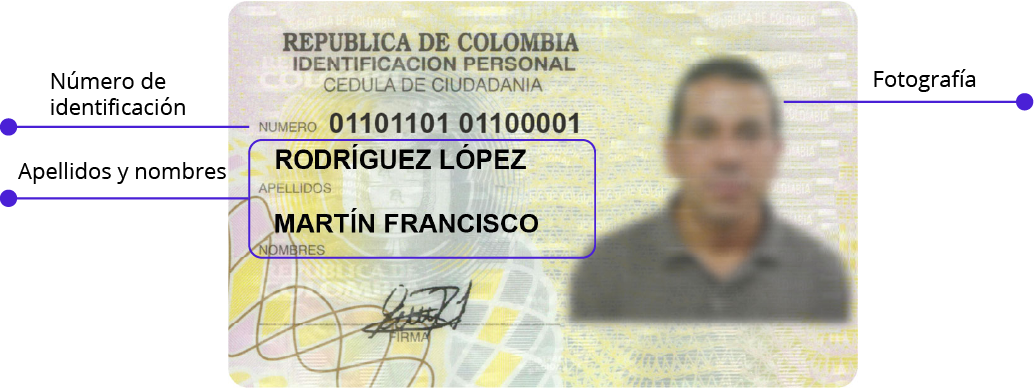 REPUBLICA DE COLOMBIA
IDENTIFICACION PERSONAL
CEDULA DE CIUDADANIA
Número de
identificación
Fotografía
NUMERO 01101101 01100001
RODRÍGUEZ LÓPEZ
Apellidos y nombres
APELLIDOS
MARTÍN FRANCISCO
NOMBRES
FIRMA